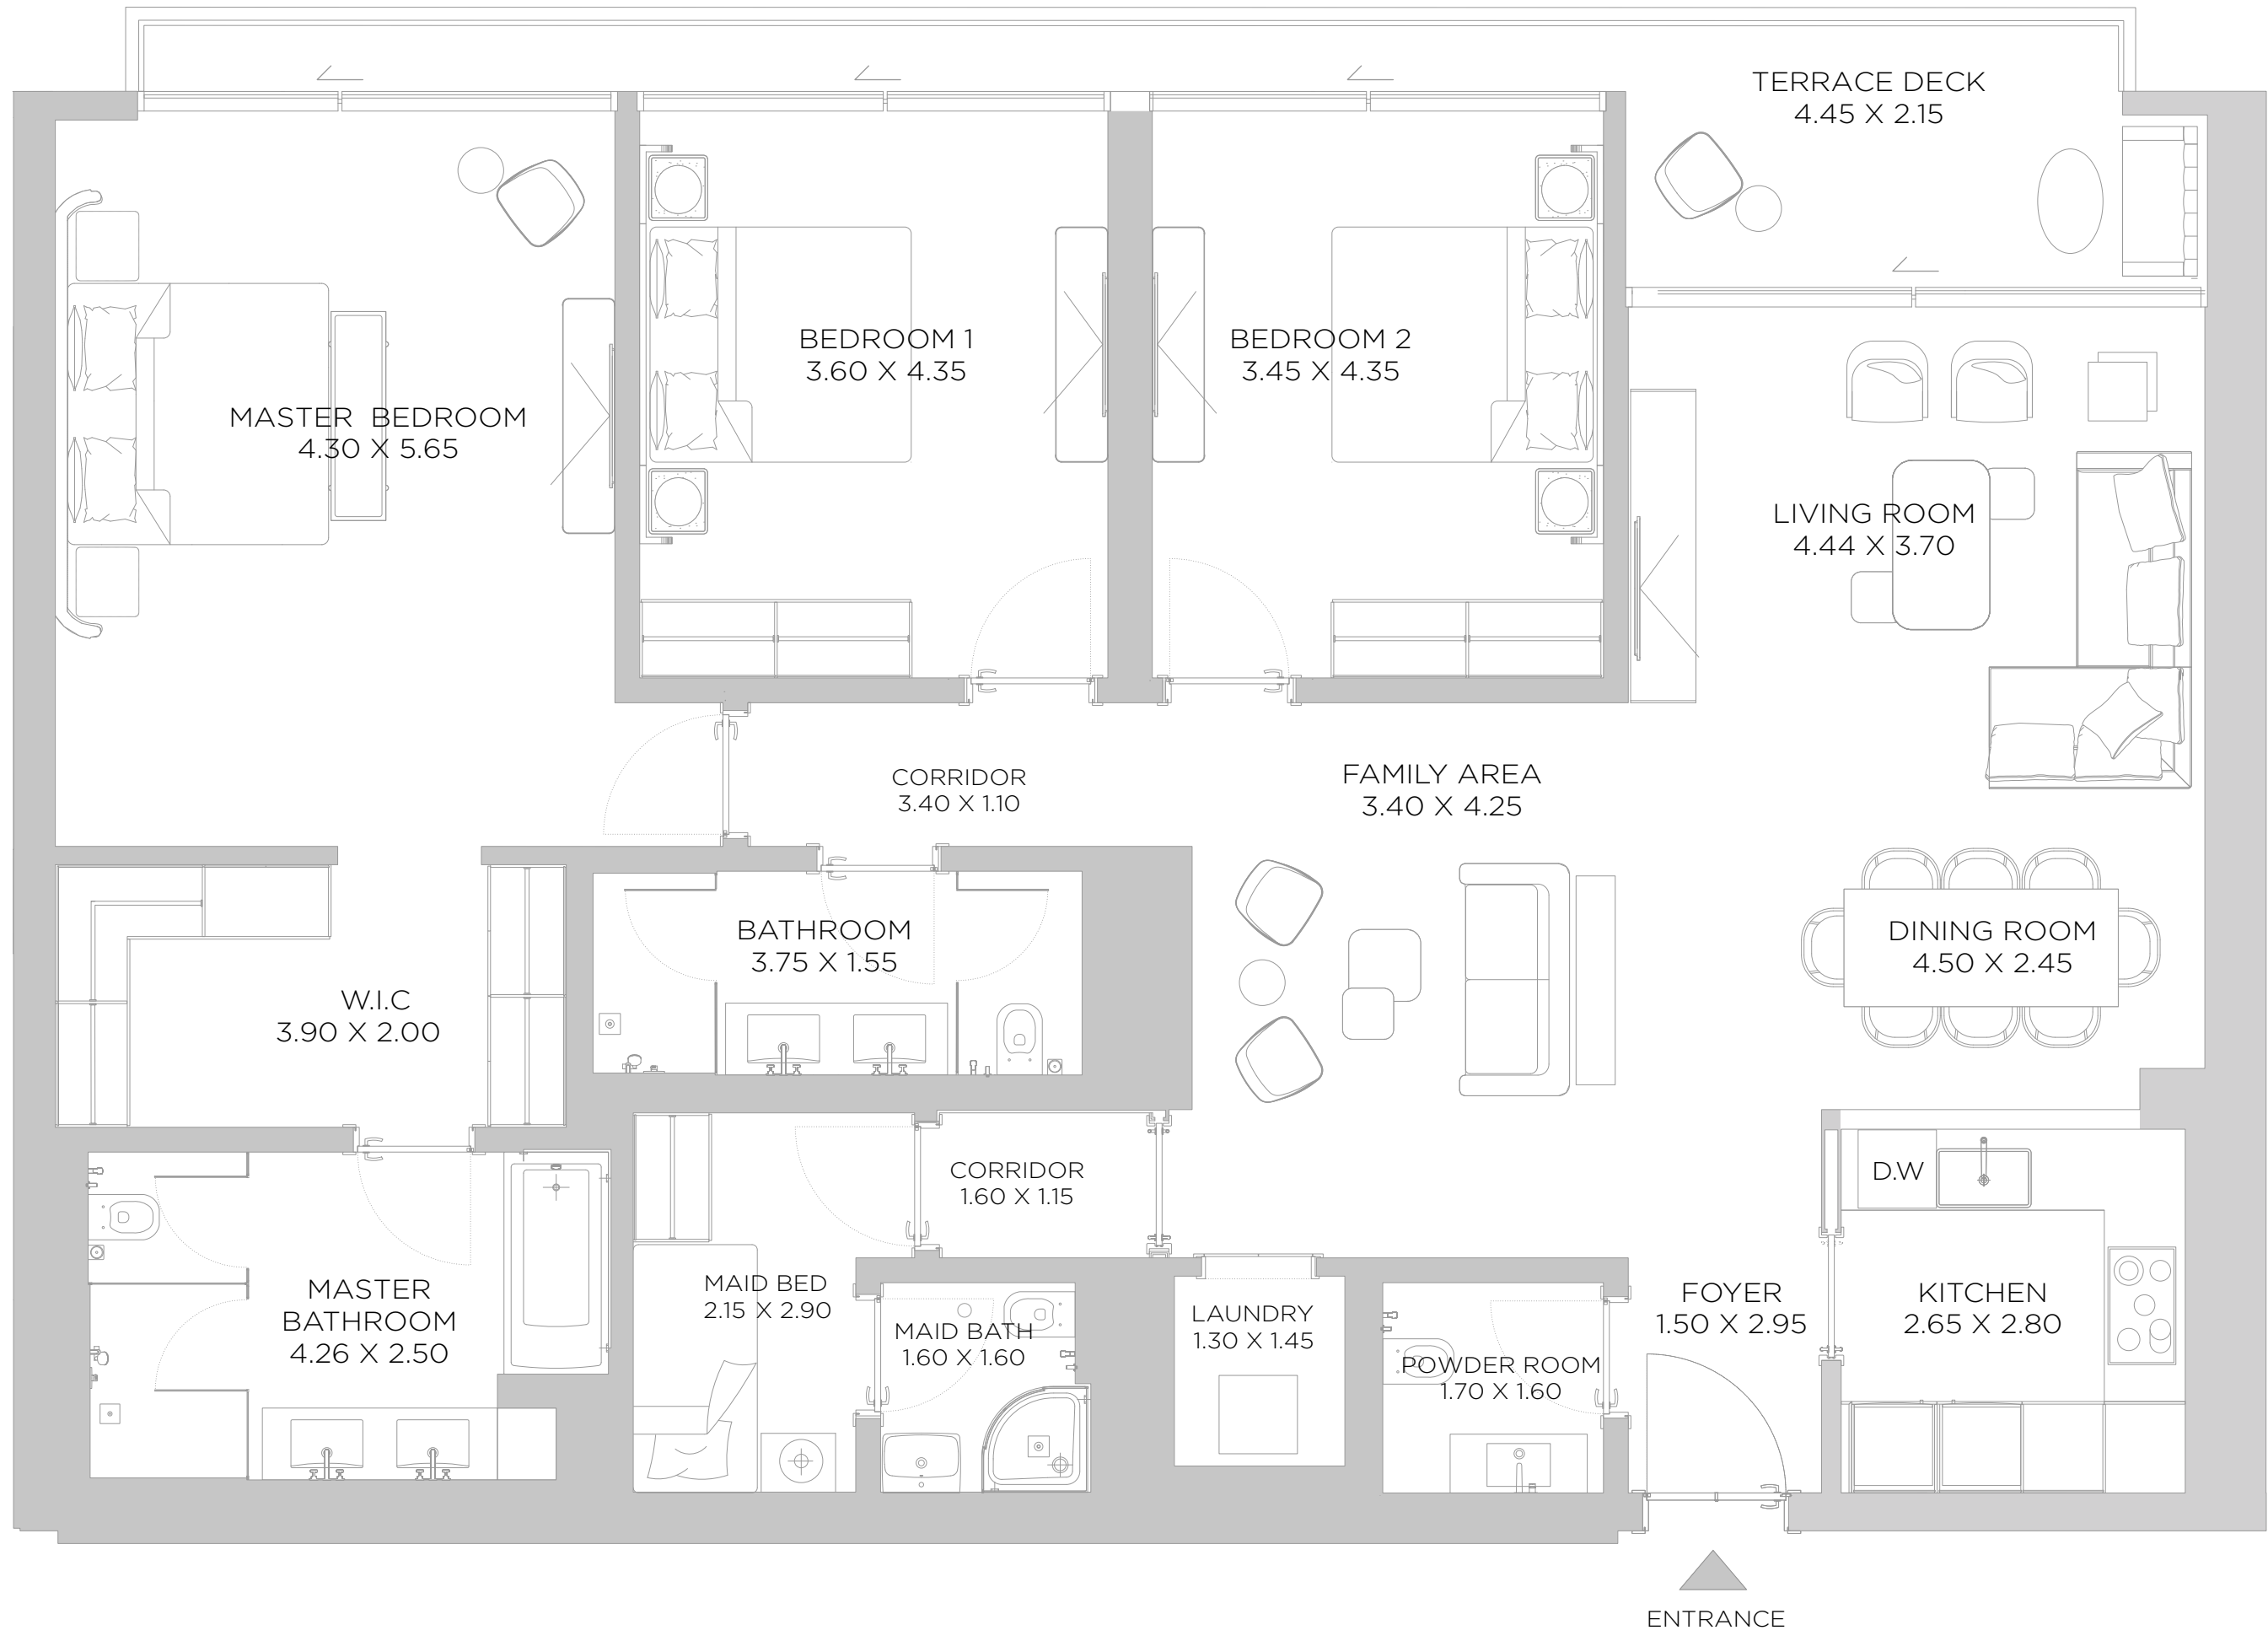 TERRACE DECK
4.45 X 2.15
BEDROOM 1
3.60 X 4.35
BEDROOM 2
3.45 X 4.35
MASTER BEDROOM
4.30 X 5.65
LIVING ROOM
4.44 X 3.70
CORRIDOR
3.40 X 1.10
FAMILY AREA
3.40 X 4.25
BATHROOM
3.75 X 1.55
DINING ROOM
4.50 X 2.45
W.I.C
3.90 X 2.00
CORRIDOR
1.60 X 1.15
D.W
MASTER
BATHROOM
4.26 X 2.50
MAID BED
2.15 X 2.90
MAID BATH
1.60 X 1.60
LAUNDRY
1.30 X 1.45
POWDER ROOM
1.70 X 1.60
FOYER
1.50 X 2.95
KITCHEN
2.65 X 2.80
ENTRANCE